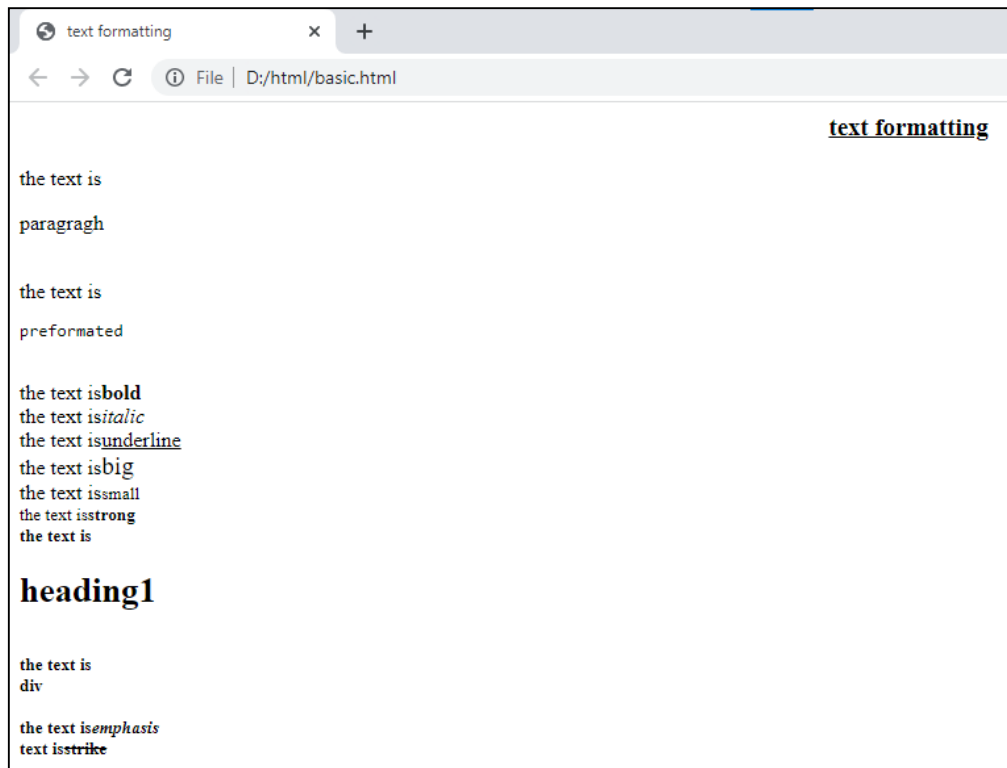 text formatting
File D:/html/basic.html
text formatting
the text is
paragragh
the text is
preformated
the text isbold
the text isitalic
the text isunderline
the text isbig
the text issmall
the text isstrong
the text is
heading1
the text is
div
the text isemphasis
text isstrike